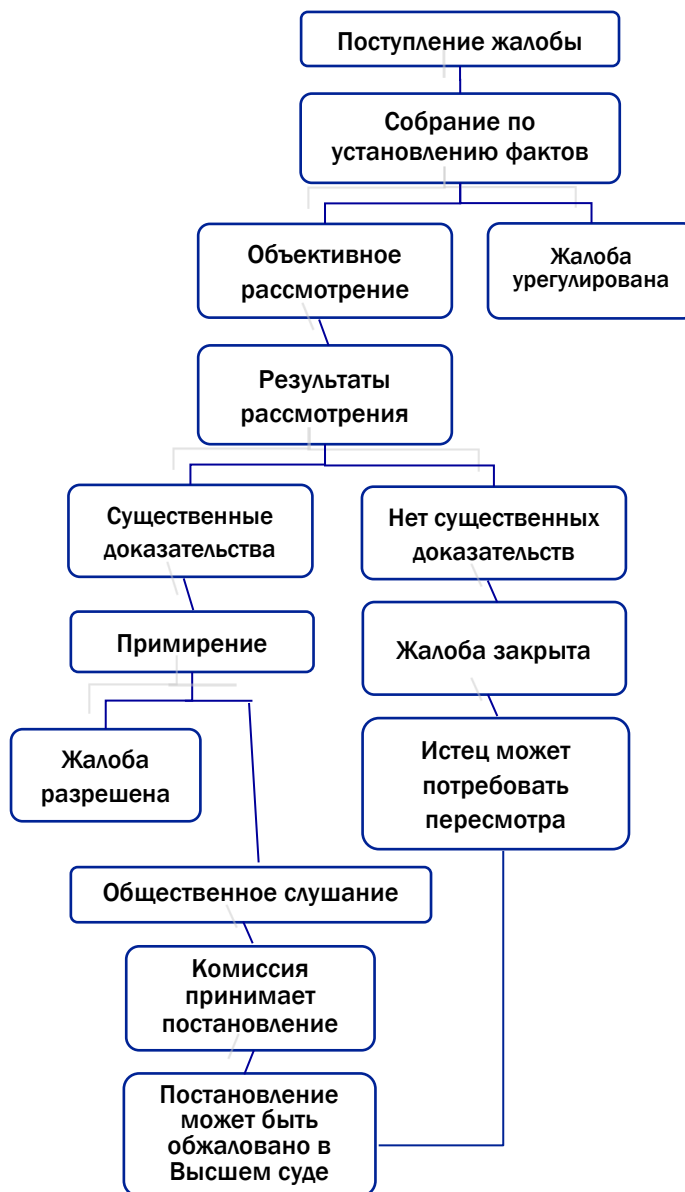 Поступление жалобы
Собрание по
установлению фактов
Объективное
рассмотрение
Жалоба
урегулирована
Результаты
рассмотрения
Существенные
доказательства
Нет существенных
доказательств
Примирение
Жалоба закрыта
Жалоба
разрешена
Истец может
потребовать
пересмотра
Общественное слушание
Комиссия
принимает
постановление
Постановление
может быть
обжаловано в
Высшем суде